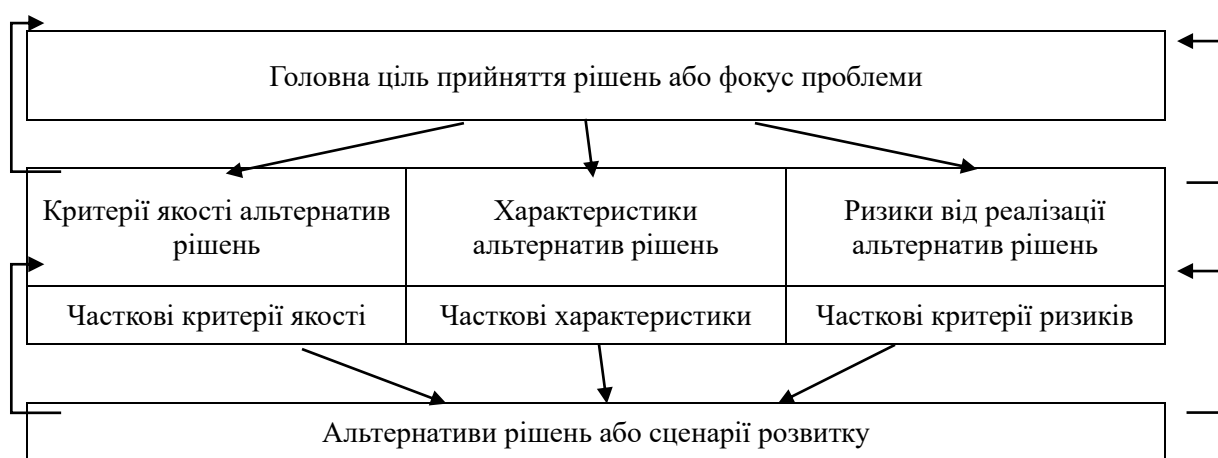 Головна ціль прийняття рішень або фокус проблеми
Критерії якості альтернатив
рішень
Характеристики
альтернатив рішень
Ризики від реалізації
альтернатив рішень
Часткові критерії якості
Часткові характеристики
Часткові критерії ризиків
Альтернативи рішень або сценарії розвитку